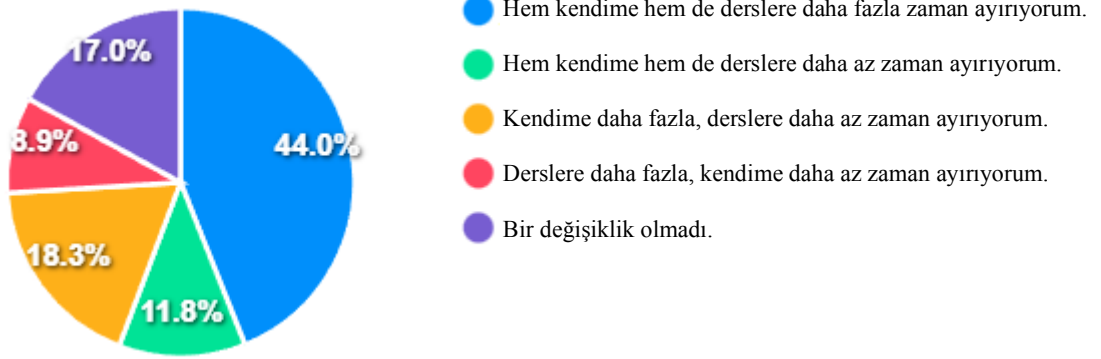 Hem kendime hem de derslere daha fazla zaman ayırıyorum.
17.0%
Hem kendime hem de derslere daha az zaman ayırıyorum.
Kendime daha fazla, derslere daha az zaman ayırıyorum.
8.9%
44.0%
Derslere daha fazla, kendime daha az zaman ayırıyorum.
Bir değişiklik olmadı.
18.3%
11.8%